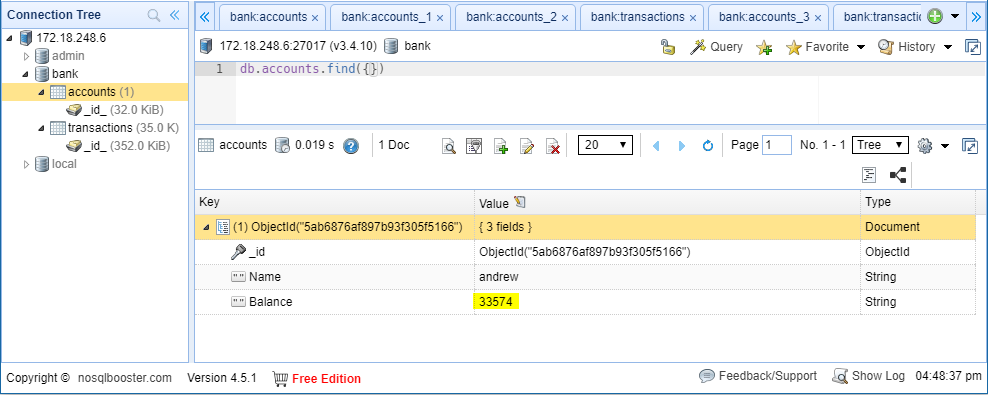 Connection Tree
172.18.248.6
admin
bank
accounts (1)
_id_ (32.0 KiB)
transactions (35.0 K)
_id_ (352.0 KiB)
local
bank:accounts × bank:accounts_1 × bank:accounts_2 × bank:transactions × bank:accounts_3 × bank:transactio
172.18.248.6:27017 (v3.4.10) bank Query Favorite History
1 db.accounts.find({})
accounts 0.019 s 1 Doc 20 Page 1 No. 1 - 1 Tree
Key Value Type
(1) ObjectId("5ab6876af897b93f305f5166") { 3 fields } Document
_id ObjectId("5ab6876af897b93f305f5166") ObjectId
Name andrew String
Balance 33574 String
Copyright © nosqlbooster.com Version 4.5.1 Free Edition Feedback/Support Show Log 04:48:37 pm